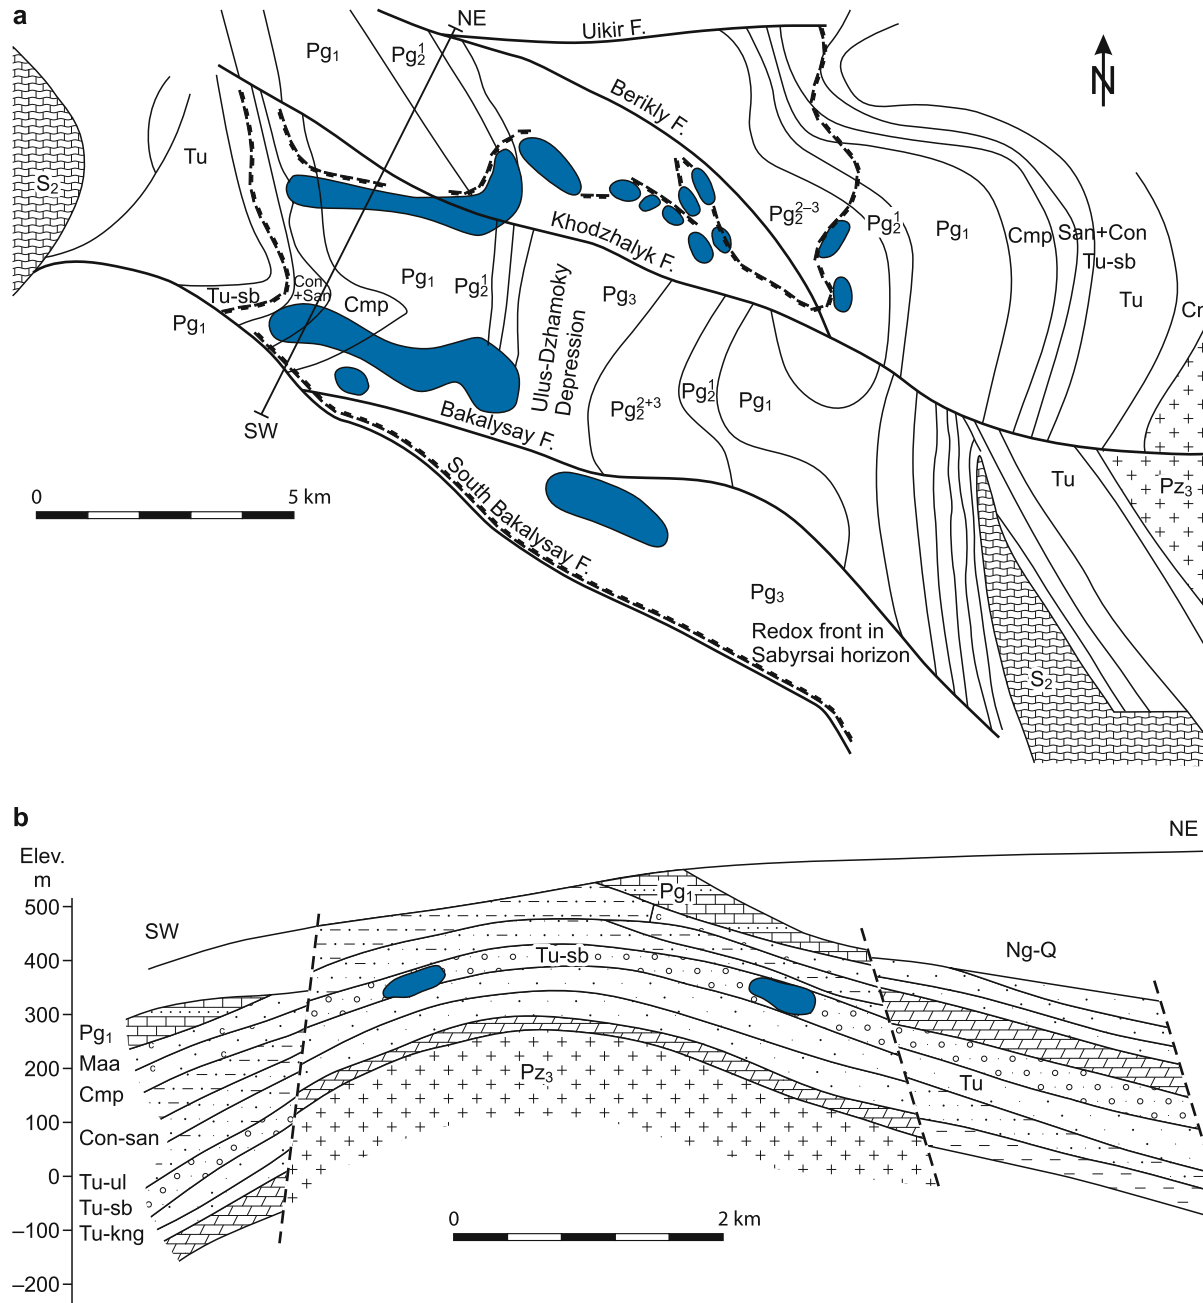 a
NE
Uikir F.
Pg1
Pg2^1
N
Berikly F.
Tu
S2
Pg2^2–3
Pg2^1
Pg1
Cmp
San+Con
Tu-sb
Khodzhalyk F.
Tu-sb
Con
+San
Cmp
Pg1
Pg2^1
Ulus-Dzhamoky
Depression
Pg3
Tu
Cr
Pg1
Pg2^2+3
Pg2^1
Pg1
SW
Bakalysay F.
South Bakalysay F.
Tu
Pz3
0
5 km
Pg3
Redox front in
Sabyrsai horizon
S2
b
NE
Elev.
m
500
400
300
200
100
0
–100
–200
SW
Pg1
Tu-sb
Ng-Q
Pg1
Maa
Cmp
Con-san
Tu-ul
Tu-sb
Tu-kng
Pz3
Tu
c
c
c
c
c
0
2 km